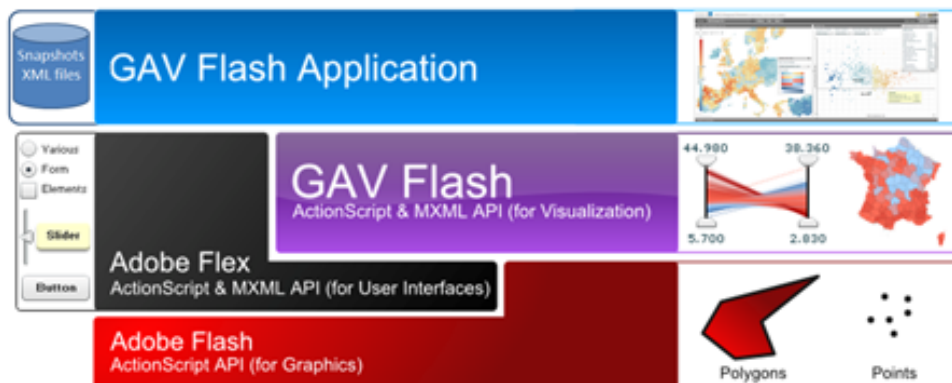 Snapshots
XML files
GAV Flash Application
Various
Form
Elements
Slider
Button
GAV Flash
ActionScript & MXML API (for Visualization)
44.980
38.360
5.700
2.830
Adobe Flex
ActionScript & MXML API (for User Interfaces)
Adobe Flash
ActionScript API (for Graphics)
Polygons
Points